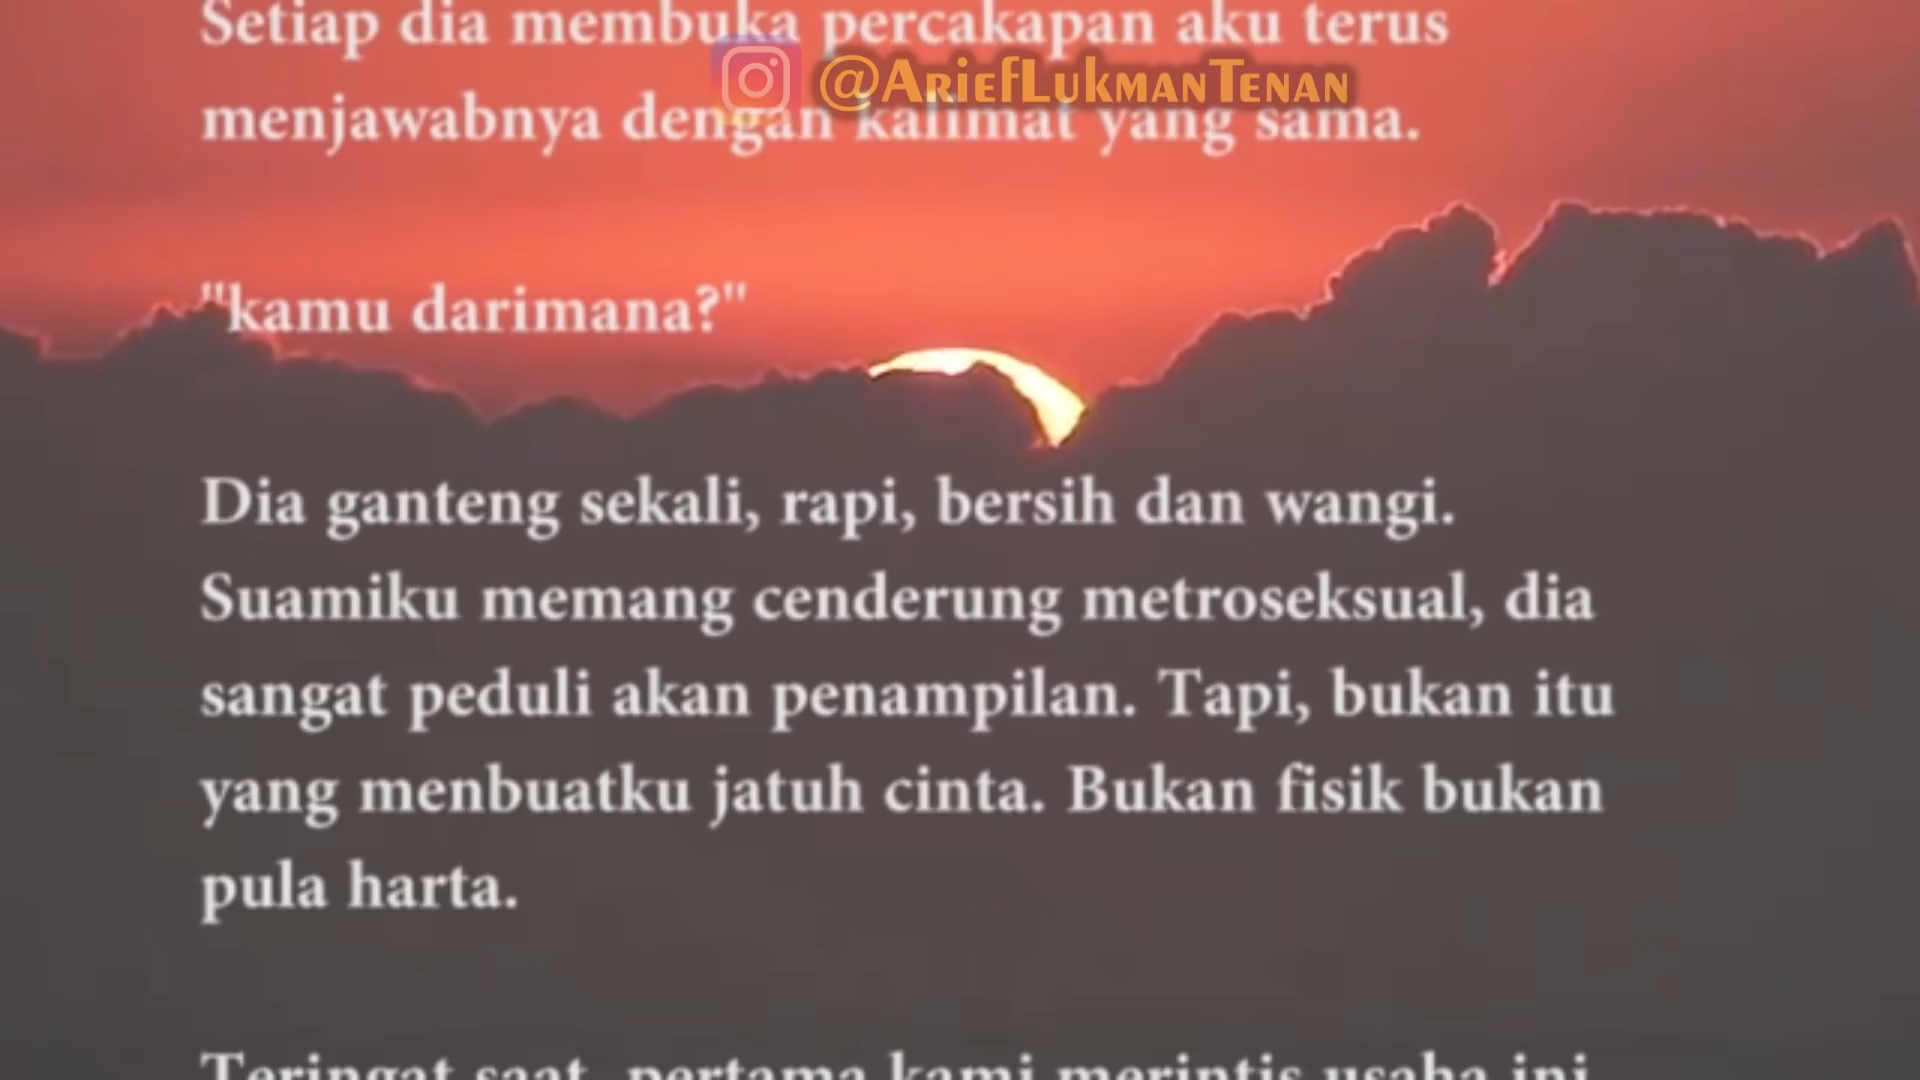 Setiap dia membuka percakapan aku terus
@AriefLukmanTenan
menjawabnya dengan kalimat yang sama.
"kamu darimana?"
Dia ganteng sekali, rapi, bersih dan wangi.
Suamiku memang cenderung metroseksual, dia
sangat peduli akan penampilan. Tapi, bukan itu
yang menbuatku jatuh cinta. Bukan fisik bukan
pula harta.
Teringat saat, pertama kami merintis usaha ini